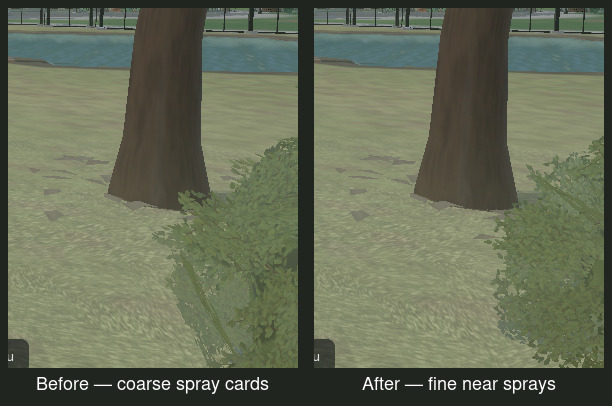 u
u
Before — coarse spray cards
After — fine near sprays